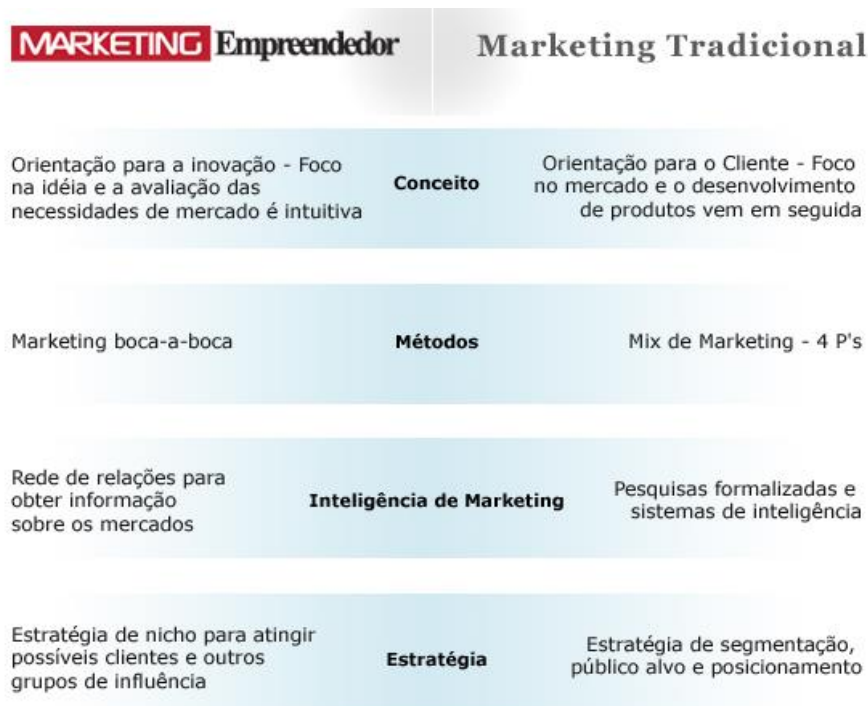 MARKETING Empreendedor
Marketing Tradicional
Orientação para a inovação - Foco
na idéia e a avaliação das
necessidades de mercado é intuitiva
Conceito
Orientação para o Cliente - Foco
no mercado e o desenvolvimento
de produtos vem em seguida
Marketing boca-a-boca
Métodos
Mix de Marketing - 4 P's
Rede de relações para
obter informação
sobre os mercados
Inteligência de Marketing
Pesquisas formalizadas e
sistemas de inteligência
Estratégia de nicho para atingir
possíveis clientes e outros
grupos de influência
Estratégia
Estratégia de segmentação,
público alvo e posicionamento